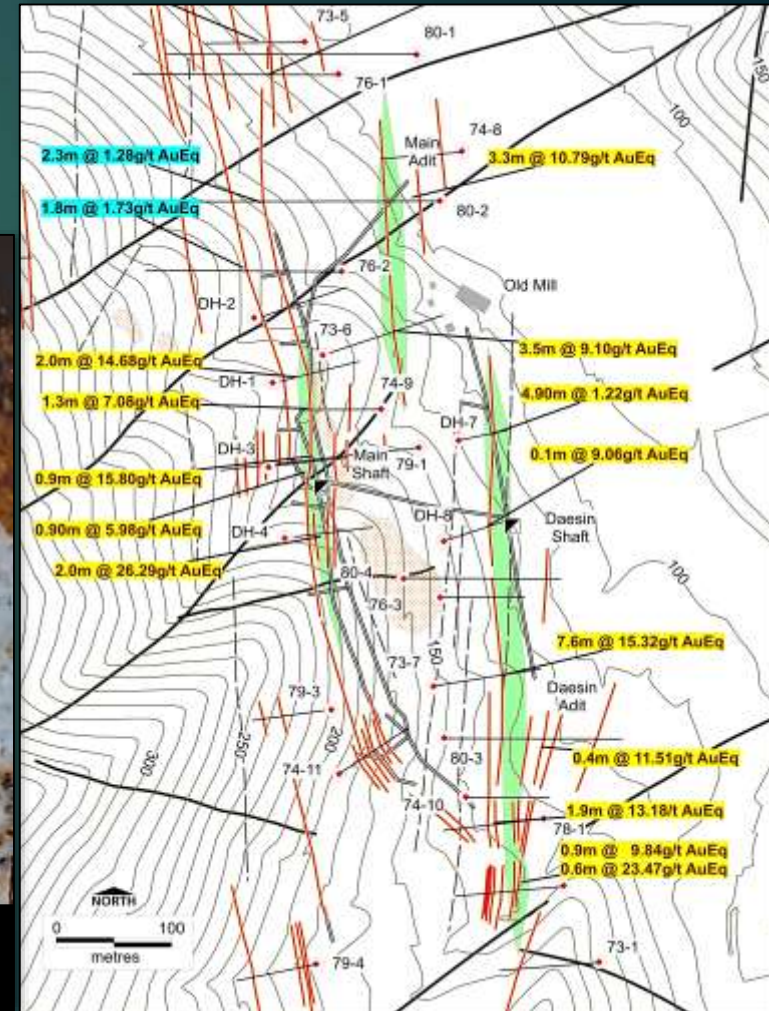 73-5
80-1
76-1
150
100
74-8
Main
Adit
2.3m @ 1.28g/t AuEq
3.3m @ 10.79g/t AuEq
1.8m @ 1.73g/t AuEq
80-2
76-2
Old Mill
DH-2
73-6
2.0m @ 14.68g/t AuEq
3.5m @ 9.10g/t AuEq
DH-1
74-9
4.90m @ 1.22g/t AuEq
1.3m @ 7.08g/t AuEq
DH-7
DH-3
Main
Shaft
79-1
0.1m @ 9.06g/t AuEq
0.9m @ 15.80g/t AuEq
DH-8
Daesin
Shaft
0.90m @ 5.98g/t AuEq
DH-4
2.0m @ 26.29g/t AuEq
80-4
100
76-3
73-7
150
7.6m @ 15.32g/t AuEq
Daesin
Adit
79-3
200
250
300
80-3
0.4m @ 11.51g/t AuEq
74-11
74-10
1.9m @ 13.18/t AuEq
78-1
0.9m @ 9.84g/t AuEq
0.6m @ 23.47g/t AuEq
NORTH
0 100
metres
73-1
79-4